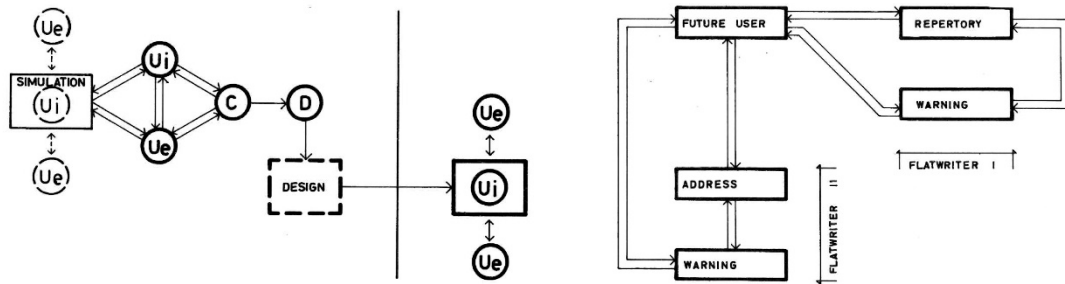 Ue
SIMULATION
Ui
Ue
Ui
Ue
C
D
DESIGN
Ue
Ui
Ue
FUTURE USER
REPERTORY
WARNING
FLATWRITER I
ADDRESS
WARNING
FLATWRITER II